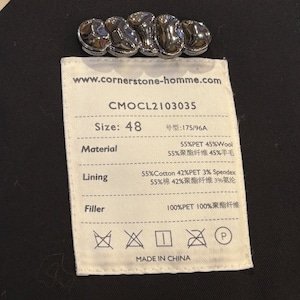 www.cornerstone-homme.com
CMOCL2103035
Size: 48 号型:175/96A
Material 55%PET 45%Wool
55%聚酯纤维 45%羊毛
Lining 55%Cotton 42%PET 3% Spendex
55%棉 42%聚酯纤维 3%氨纶
Filler 100%PET 100%聚酯纤维
P
MADE IN CHINA